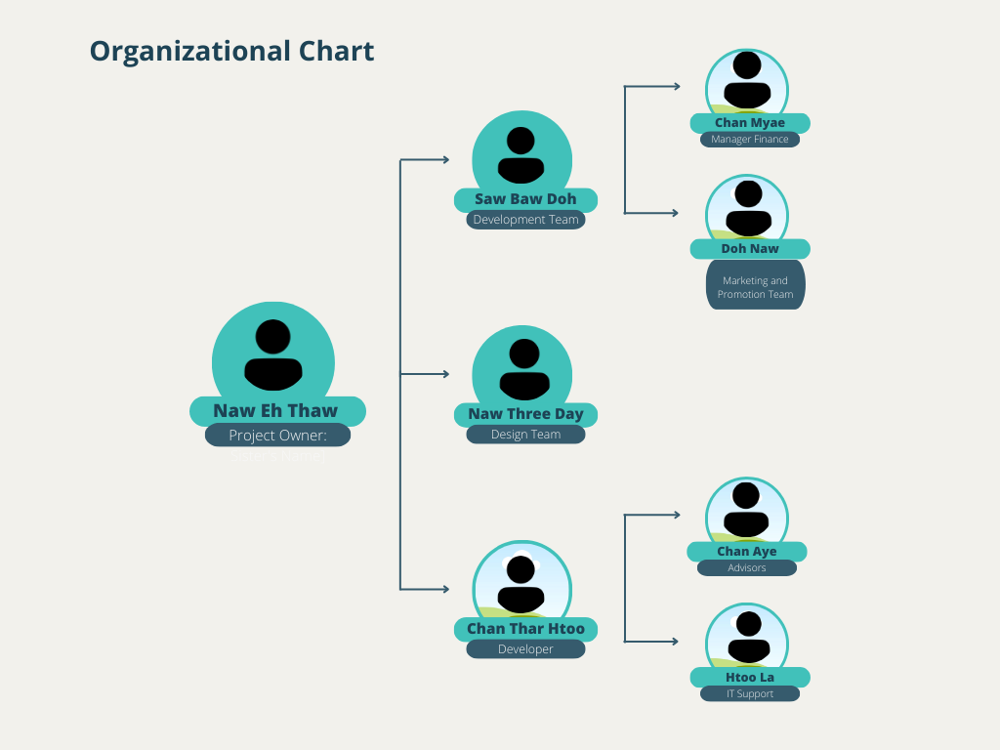 Organizational Chart
Chan Myae
Manager Finance
Saw Baw Doh
Development Team
Doh Naw
Marketing and
Promotion Team
Naw Eh Thaw
Project Owner:
Naw Three Day
Design Team
Chan Aye
Advisors
Chan Thar Htoo
Developer
Htoo La
IT Support